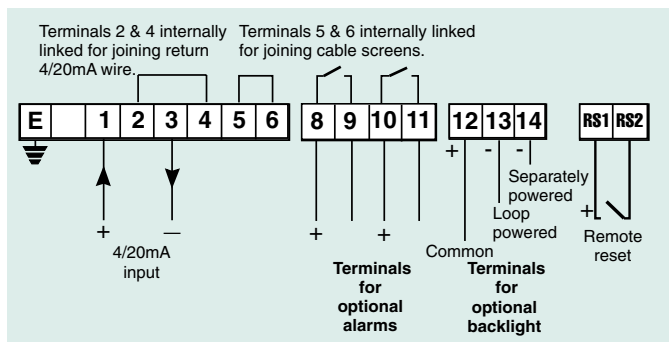 Terminals 2 & 4 internally
linked for joining return
4/20mA wire.
Terminals 5 & 6 internally linked
for joining cable screens.
E 1 2 3 4 5 6 8 9 10 11 12 13 14 RS1 RS2
+ - -
Separately
powered
Loop
powered
Common
+ —
4/20mA
input
+ +
Terminals
for
optional
alarms
Terminals
for
optional
backlight
+
Remote
reset